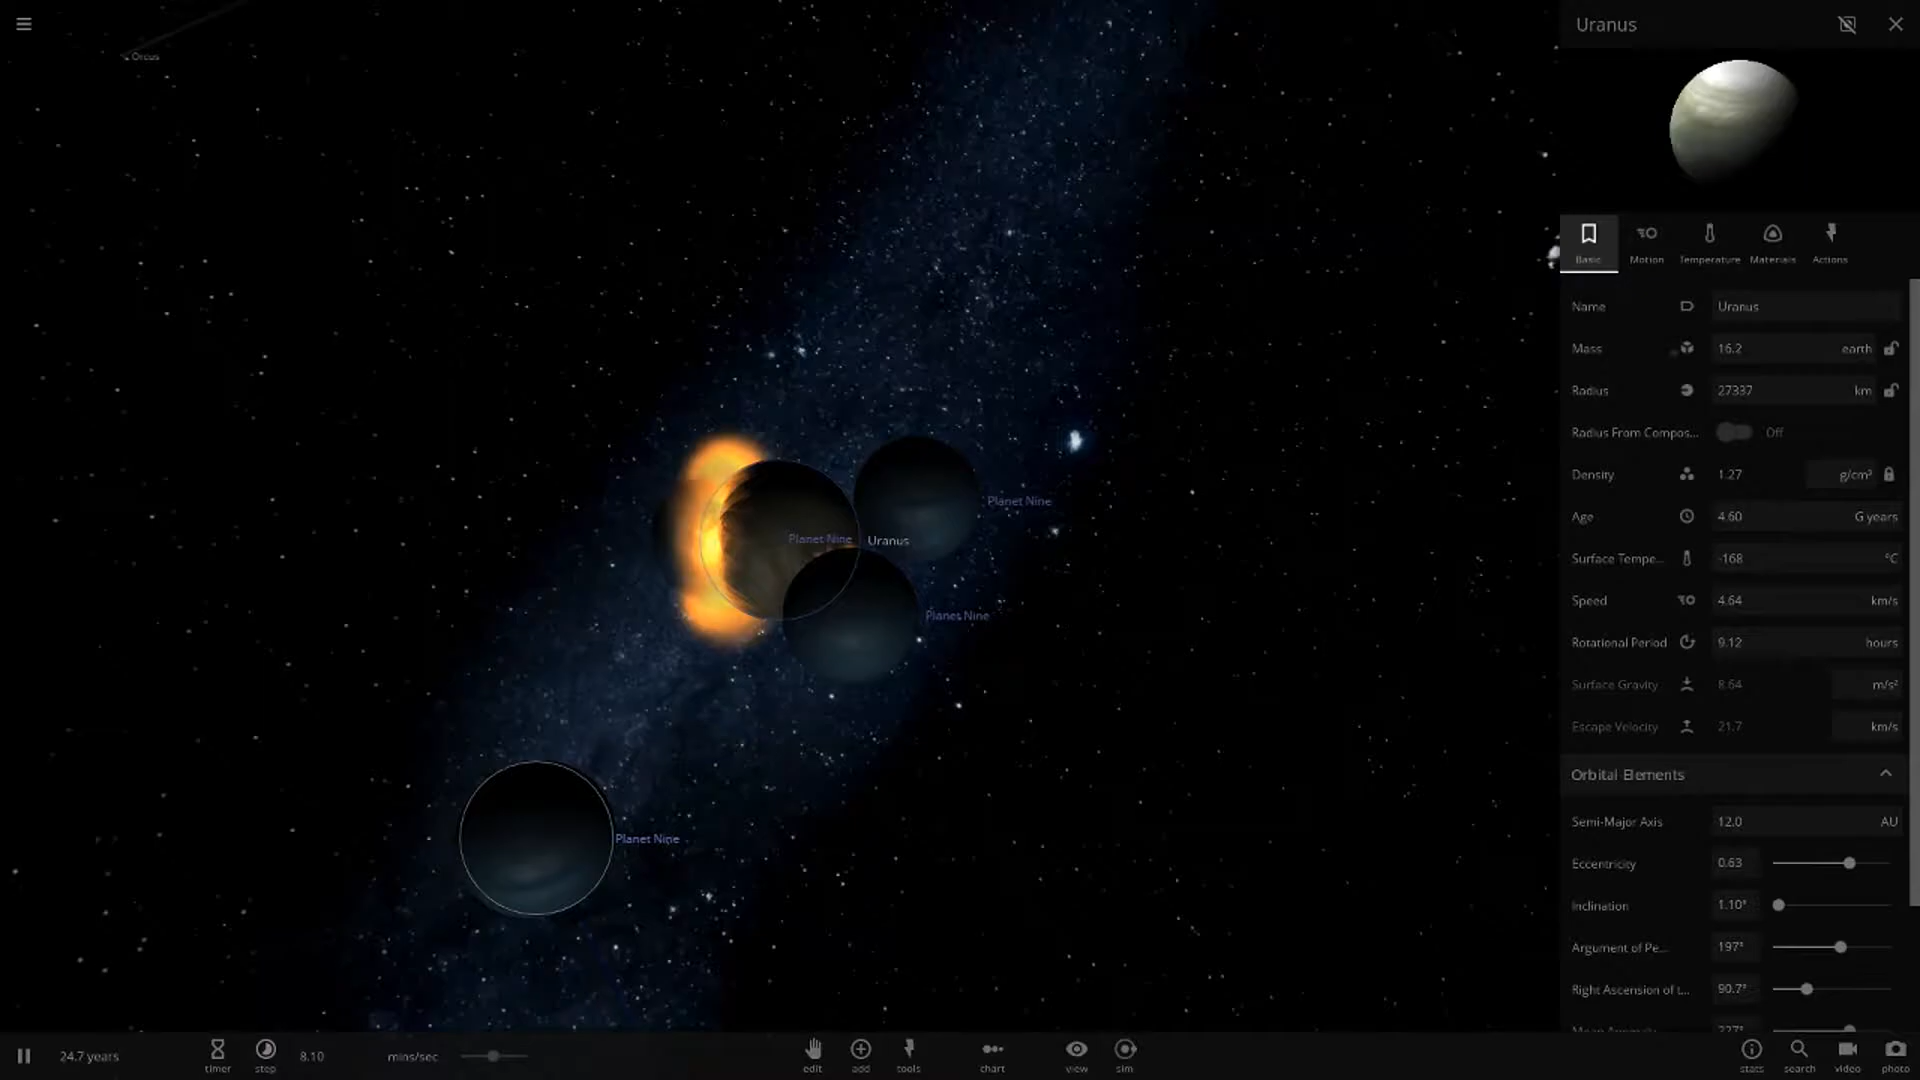 Orcus
Planet Nine
Planet Nine
Uranus
Planet Nine
Planet Nine
Uranus
Basic
Motion
Temperature
Materials
Actions
Name
Uranus
Mass
16.2
earth
Radius
27337
km
Radius From Compos...
Off
Density
1.27
g/cm³
Age
4.60
G years
Surface Tempe...
-168
°C
Speed
4.64
km/s
Rotational Period
9.12
hours
Surface Gravity
8.64
m/s²
Escape Velocity
21.7
km/s
Orbital Elements
Semi-Major Axis
12.0
AU
Eccentricity
0.63
Inclination
1.10°
Argument of Pe...
197°
Right Ascension of t...
90.7°
24.7 years
timer
step
8.10
mins/sec
edit
add
tools
chart
view
sim
stats
search
video
photo